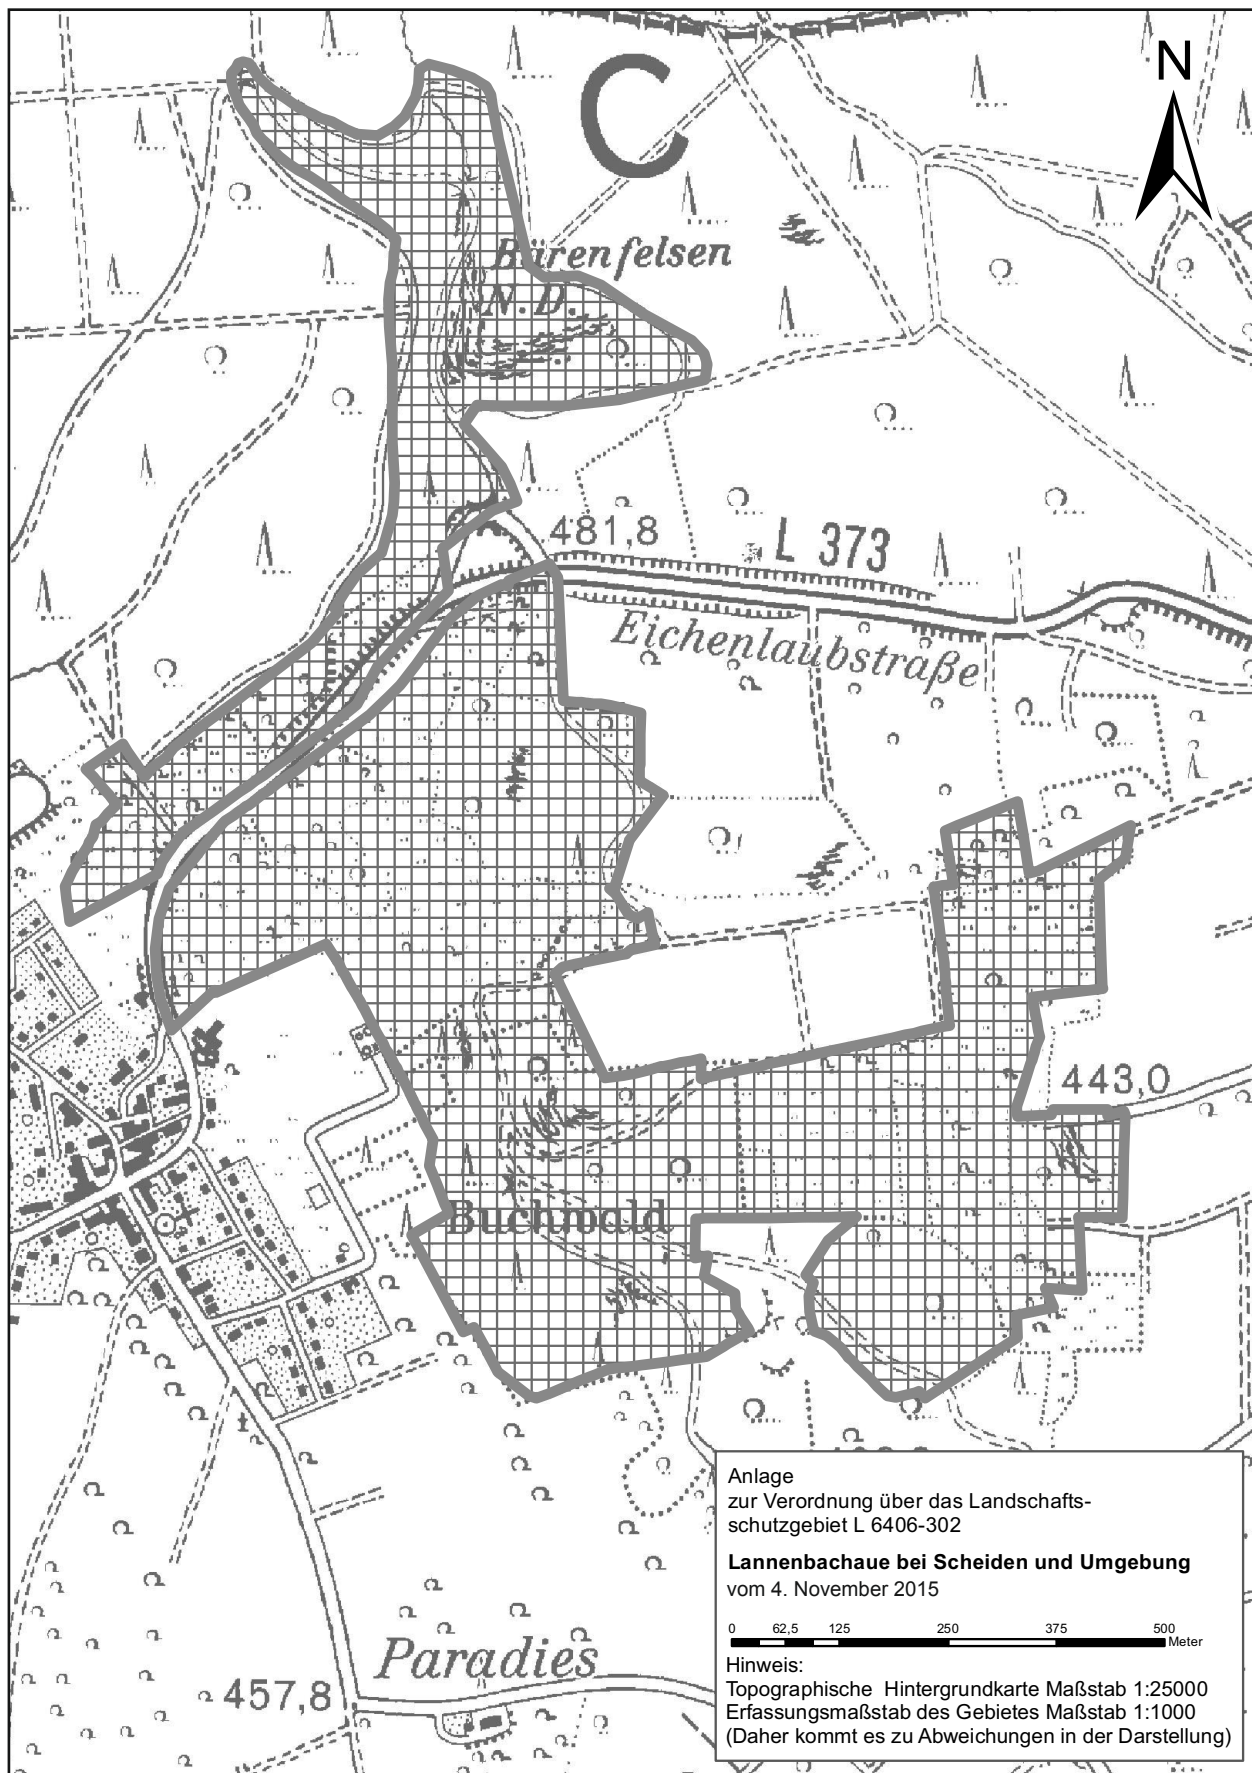 N
C
Bärenfelsen
N. D.
481,8
L 373
Eichenlaubstraße
443,0
Buchwald
Anlage
zur Verordnung über das Landschafts-
schutzgebiet L 6406-302
Lannenbachaue bei Scheiden und Umgebung
vom 4. November 2015
0 62,5 125 250 375 500
Meter
Hinweis:
Topographische Hintergrundkarte Maßstab 1:25000
Erfassungsmaßstab des Gebietes Maßstab 1:1000
(Daher kommt es zu Abweichungen in der Darstellung)
Paradies
457,8